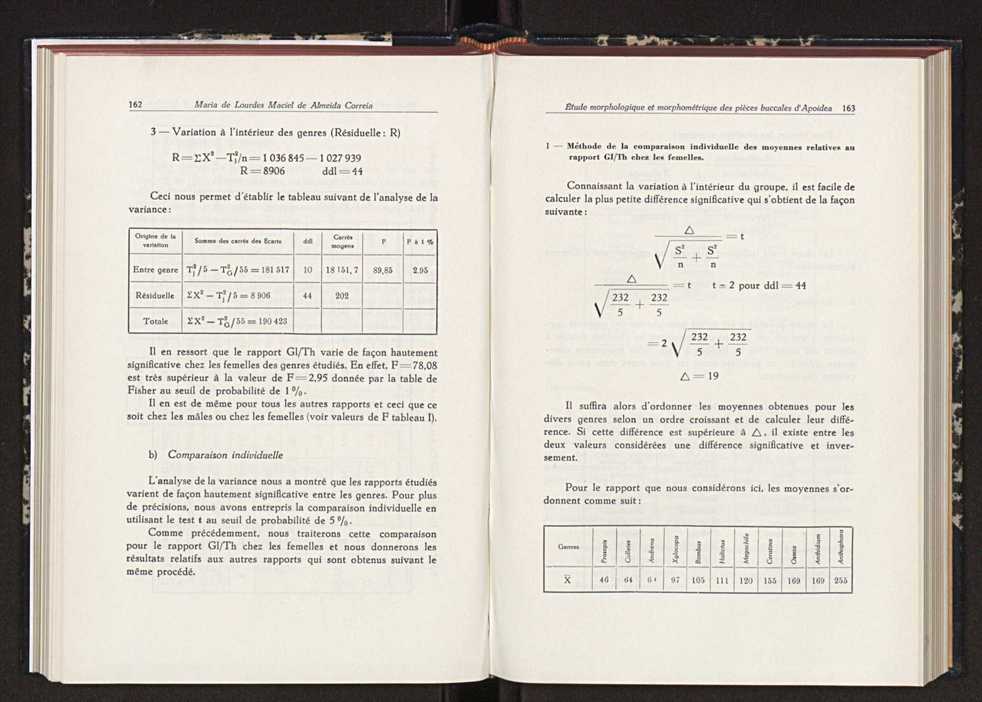 162 Maria de Lourdes Maciel de Almeida Correia
3 — Variation à l'intérieur des genres (Résiduelle : R)
R = ΣX² — T²j/n = 1 036 845 — 1 027 939
R = 8906 ddl = 44
Ceci nous permet d'établir le tableau suivant de l'analyse de la
variance :
Origine de la variation | Somme des carrés des Ecarts | ddl | Carrés moyens | F | F à 1 %
Entre genre | T²j/5 — T²G/55 = 181 517 | 10 | 18 151,7 | 89,85 | 2.95
Résiduelle | ΣX² — T²j/5 = 8 906 | 44 | 202
Totale | ΣX² — T²G/55 = 190 423
Il en ressort que le rapport Gl/Th varie de façon hautement
significative chez les femelles des genres étudiés. En effet, F = 78,08
est très supérieur à la valeur de F = 2,95 donnée par la table de
Fisher au seuil de probabilité de 1 %.
Il en est de même pour tous les autres rapports et ceci que ce
soit chez les mâles ou chez les femelles (voir valeurs de F tableau I).
b) Comparaison individuelle
L'analyse de la variance nous a montré que les rapports étudiés
varient de façon hautement significative entre les genres. Pour plus
de précisions, nous avons entrepris la comparaison individuelle en
utilisant le test t au seuil de probabilité de 5 %.
Comme précédemment, nous traiterons cette comparaison
pour le rapport Gl/Th chez les femelles et nous donnerons les
résultats relatifs aux autres rapports qui sont obtenus suivant le
même procédé.
Étude morphologique et morphométrique des pièces buccales d'Apoidea 163
1 — Méthode de la comparaison individuelle des moyennes relatives au
rapport Gl/Th chez les femelles.
Connaissant la variation à l'intérieur du groupe, il est facile de
calculer la plus petite différence significative qui s'obtient de la façon
suivante :
△ / √(S²/n + S²/n) = t
△ / √(232/5 + 232/5) = t t = 2 pour ddl = 44
= 2 √(232/5 + 232/5)
△ = 19
Il suffira alors d'ordonner les moyennes obtenues pour les
divers genres selon un ordre croissant et de calculer leur diffé-
rence. Si cette différence est supérieure à △, il existe entre les
deux valeurs considérées une différence significative et inver-
sement.
Pour le rapport que nous considérons ici, les moyennes s'or-
donnent comme suit :
Genres | Prosopis | Colletes | Andrena | Xylocopa | Bombus | Halictus | Megachile | Ceratina | Osmia | Anthidium | Anthophora
X̄ | 46 | 64 | | 97 | 105 | 111 | 120 | 155 | 169 | 169 | 255